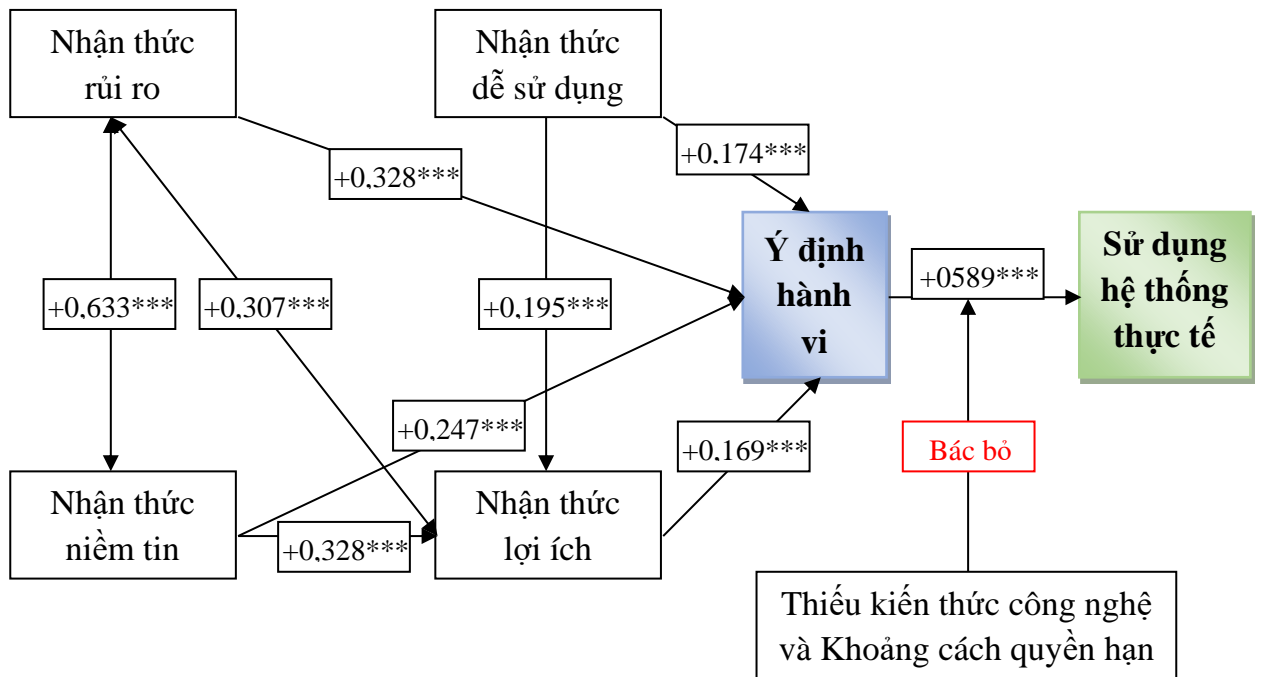 Nhận thức
rủi ro
Nhận thức
dễ sử dụng
+0,174***
+0,328***
Ý định
hành
vi
Sử dụng
hệ thống
thực tế
+0589***
+0,633***
+0,307***
+0,195***
+0,247***
+0,169***
Bác bỏ
Nhận thức
niềm tin
+0,328***
Nhận thức
lợi ích
Thiếu kiến thức công nghệ
và Khoảng cách quyền hạn